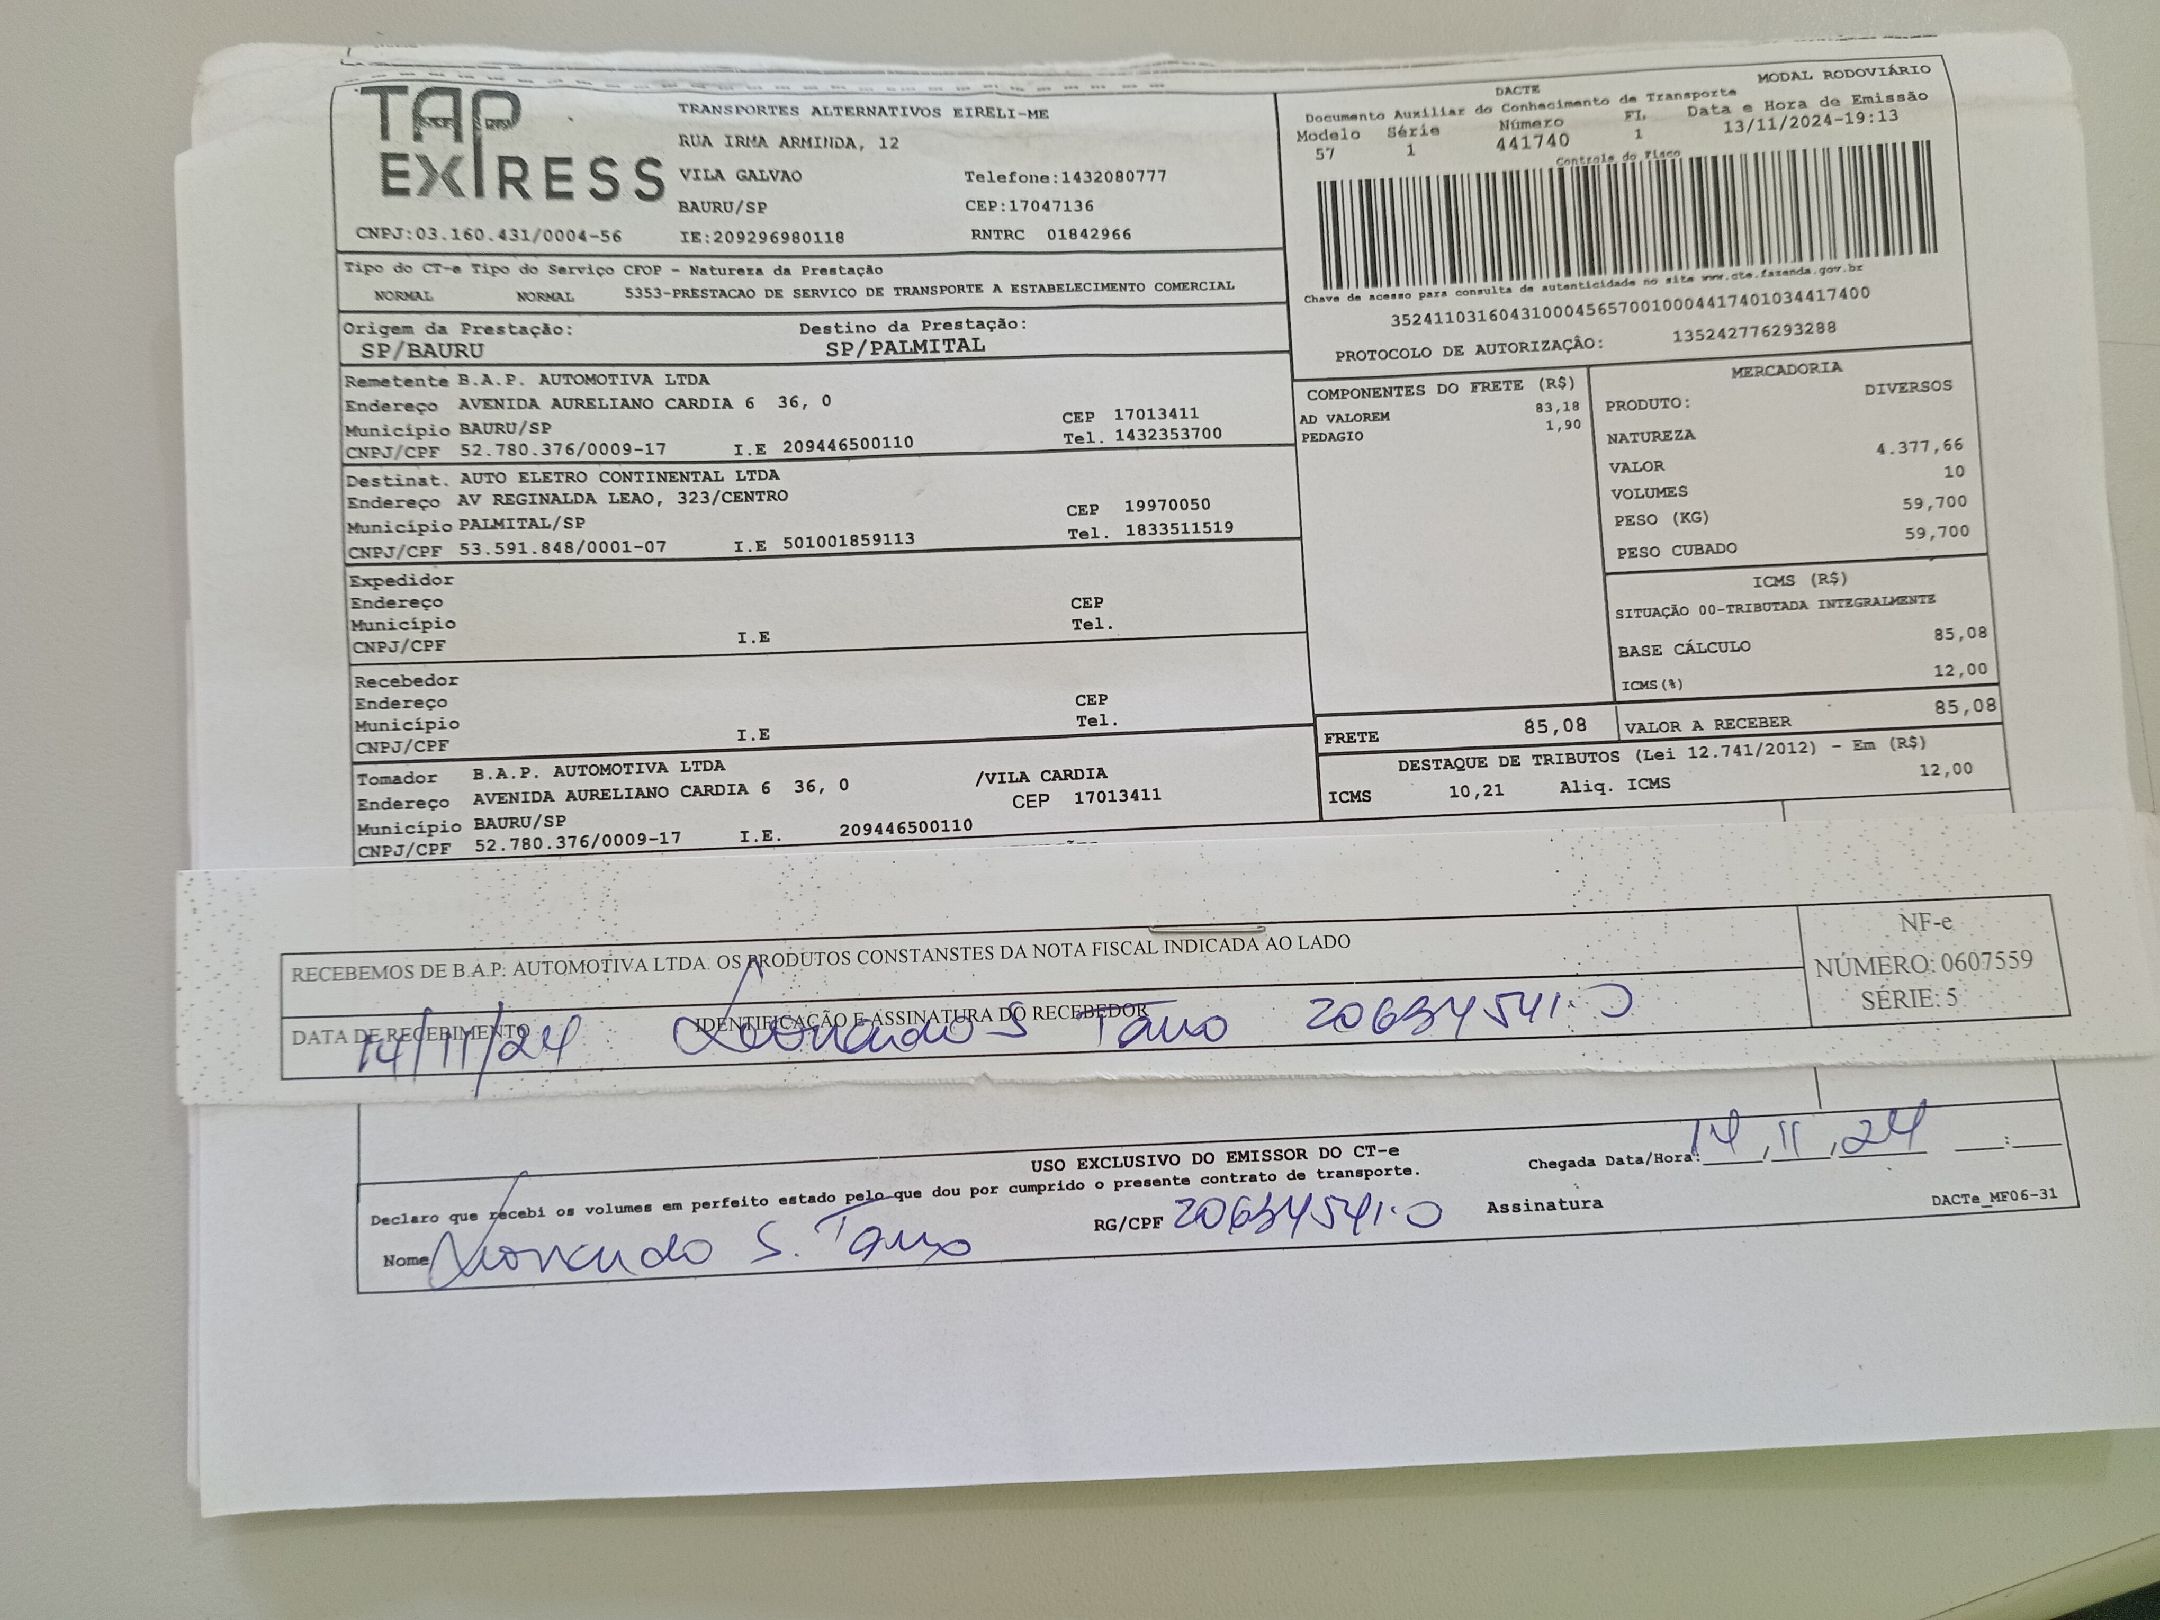 TAP
EXPRESS
TRANSPORTES ALTERNATIVOS EIRELI-ME
RUA IRMA ARMINDA, 12
VILA GALVAO Telefone:1432080777
BAURU/SP CEP:17047136
CNPJ:03.160.431/0004-56 IE:209296980118 RNTRC 01842966
DACTE MODAL RODOVIÁRIO
Documento Auxiliar do Conhecimento de Transporte
Modelo Série Número FL Data e Hora de Emissão
57 1 441740 1 13/11/2024-19:13
Controle do Fisco
Chave de acesso para consulta de autenticidade no site www.cte.fazenda.gov.br
35241103160431000456570010004417401034417400
PROTOCOLO DE AUTORIZAÇÃO: 135242776293288
Tipo do CT-e Tipo do Serviço CFOP - Natureza da Prestação
NORMAL NORMAL 5353-PRESTACAO DE SERVICO DE TRANSPORTE A ESTABELECIMENTO COMERCIAL
Origem da Prestação: Destino da Prestação:
SP/BAURU SP/PALMITAL
Remetente B.A.P. AUTOMOTIVA LTDA
Endereço AVENIDA AURELIANO CARDIA 6 36, 0
Município BAURU/SP CEP 17013411
CNPJ/CPF 52.780.376/0009-17 I.E 209446500110 Tel. 1432353700
Destinat. AUTO ELETRO CONTINENTAL LTDA
Endereço AV REGINALDA LEAO, 323/CENTRO
Município PALMITAL/SP CEP 19970050
CNPJ/CPF 53.591.848/0001-07 I.E 501001859113 Tel. 1833511519
Expedidor
Endereço CEP
Município Tel.
CNPJ/CPF I.E
Recebedor
Endereço CEP
Município Tel.
CNPJ/CPF I.E
Tomador B.A.P. AUTOMOTIVA LTDA /VILA CARDIA
Endereço AVENIDA AURELIANO CARDIA 6 36, 0 CEP 17013411
Município BAURU/SP
CNPJ/CPF 52.780.376/0009-17 I.E. 209446500110
COMPONENTES DO FRETE (R$)
AD VALOREM 83,18
PEDAGIO 1,90
MERCADORIA
PRODUTO: DIVERSOS
NATUREZA
VALOR 4.377,66
VOLUMES 10
PESO (KG) 59,700
PESO CUBADO 59,700
ICMS (R$)
SITUAÇÃO 00-TRIBUTADA INTEGRALMENTE
BASE CÁLCULO 85,08
ICMS(%) 12,00
FRETE 85,08 VALOR A RECEBER 85,08
DESTAQUE DE TRIBUTOS (Lei 12.741/2012) - Em (R$)
ICMS 10,21 Aliq. ICMS 12,00
RECEBEMOS DE B.A.P. AUTOMOTIVA LTDA. OS PRODUTOS CONSTANSTES DA NOTA FISCAL INDICADA AO LADO
NF-e
NÚMERO: 0607559
SÉRIE: 5
DATA DE RECEBIMENTO IDENTIFICAÇÃO E ASSINATURA DO RECEBEDOR
14/11/24 Leonardo S
USO EXCLUSIVO DO EMISSOR DO CT-e
Declaro que recebi os volumes em perfeito estado pelo que dou por cumprido o presente contrato de transporte.
Chegada Data/Hora: 14, 11, 24 :
Nome Leonardo S. RG/CPF Assinatura
DACTe_MF06-31